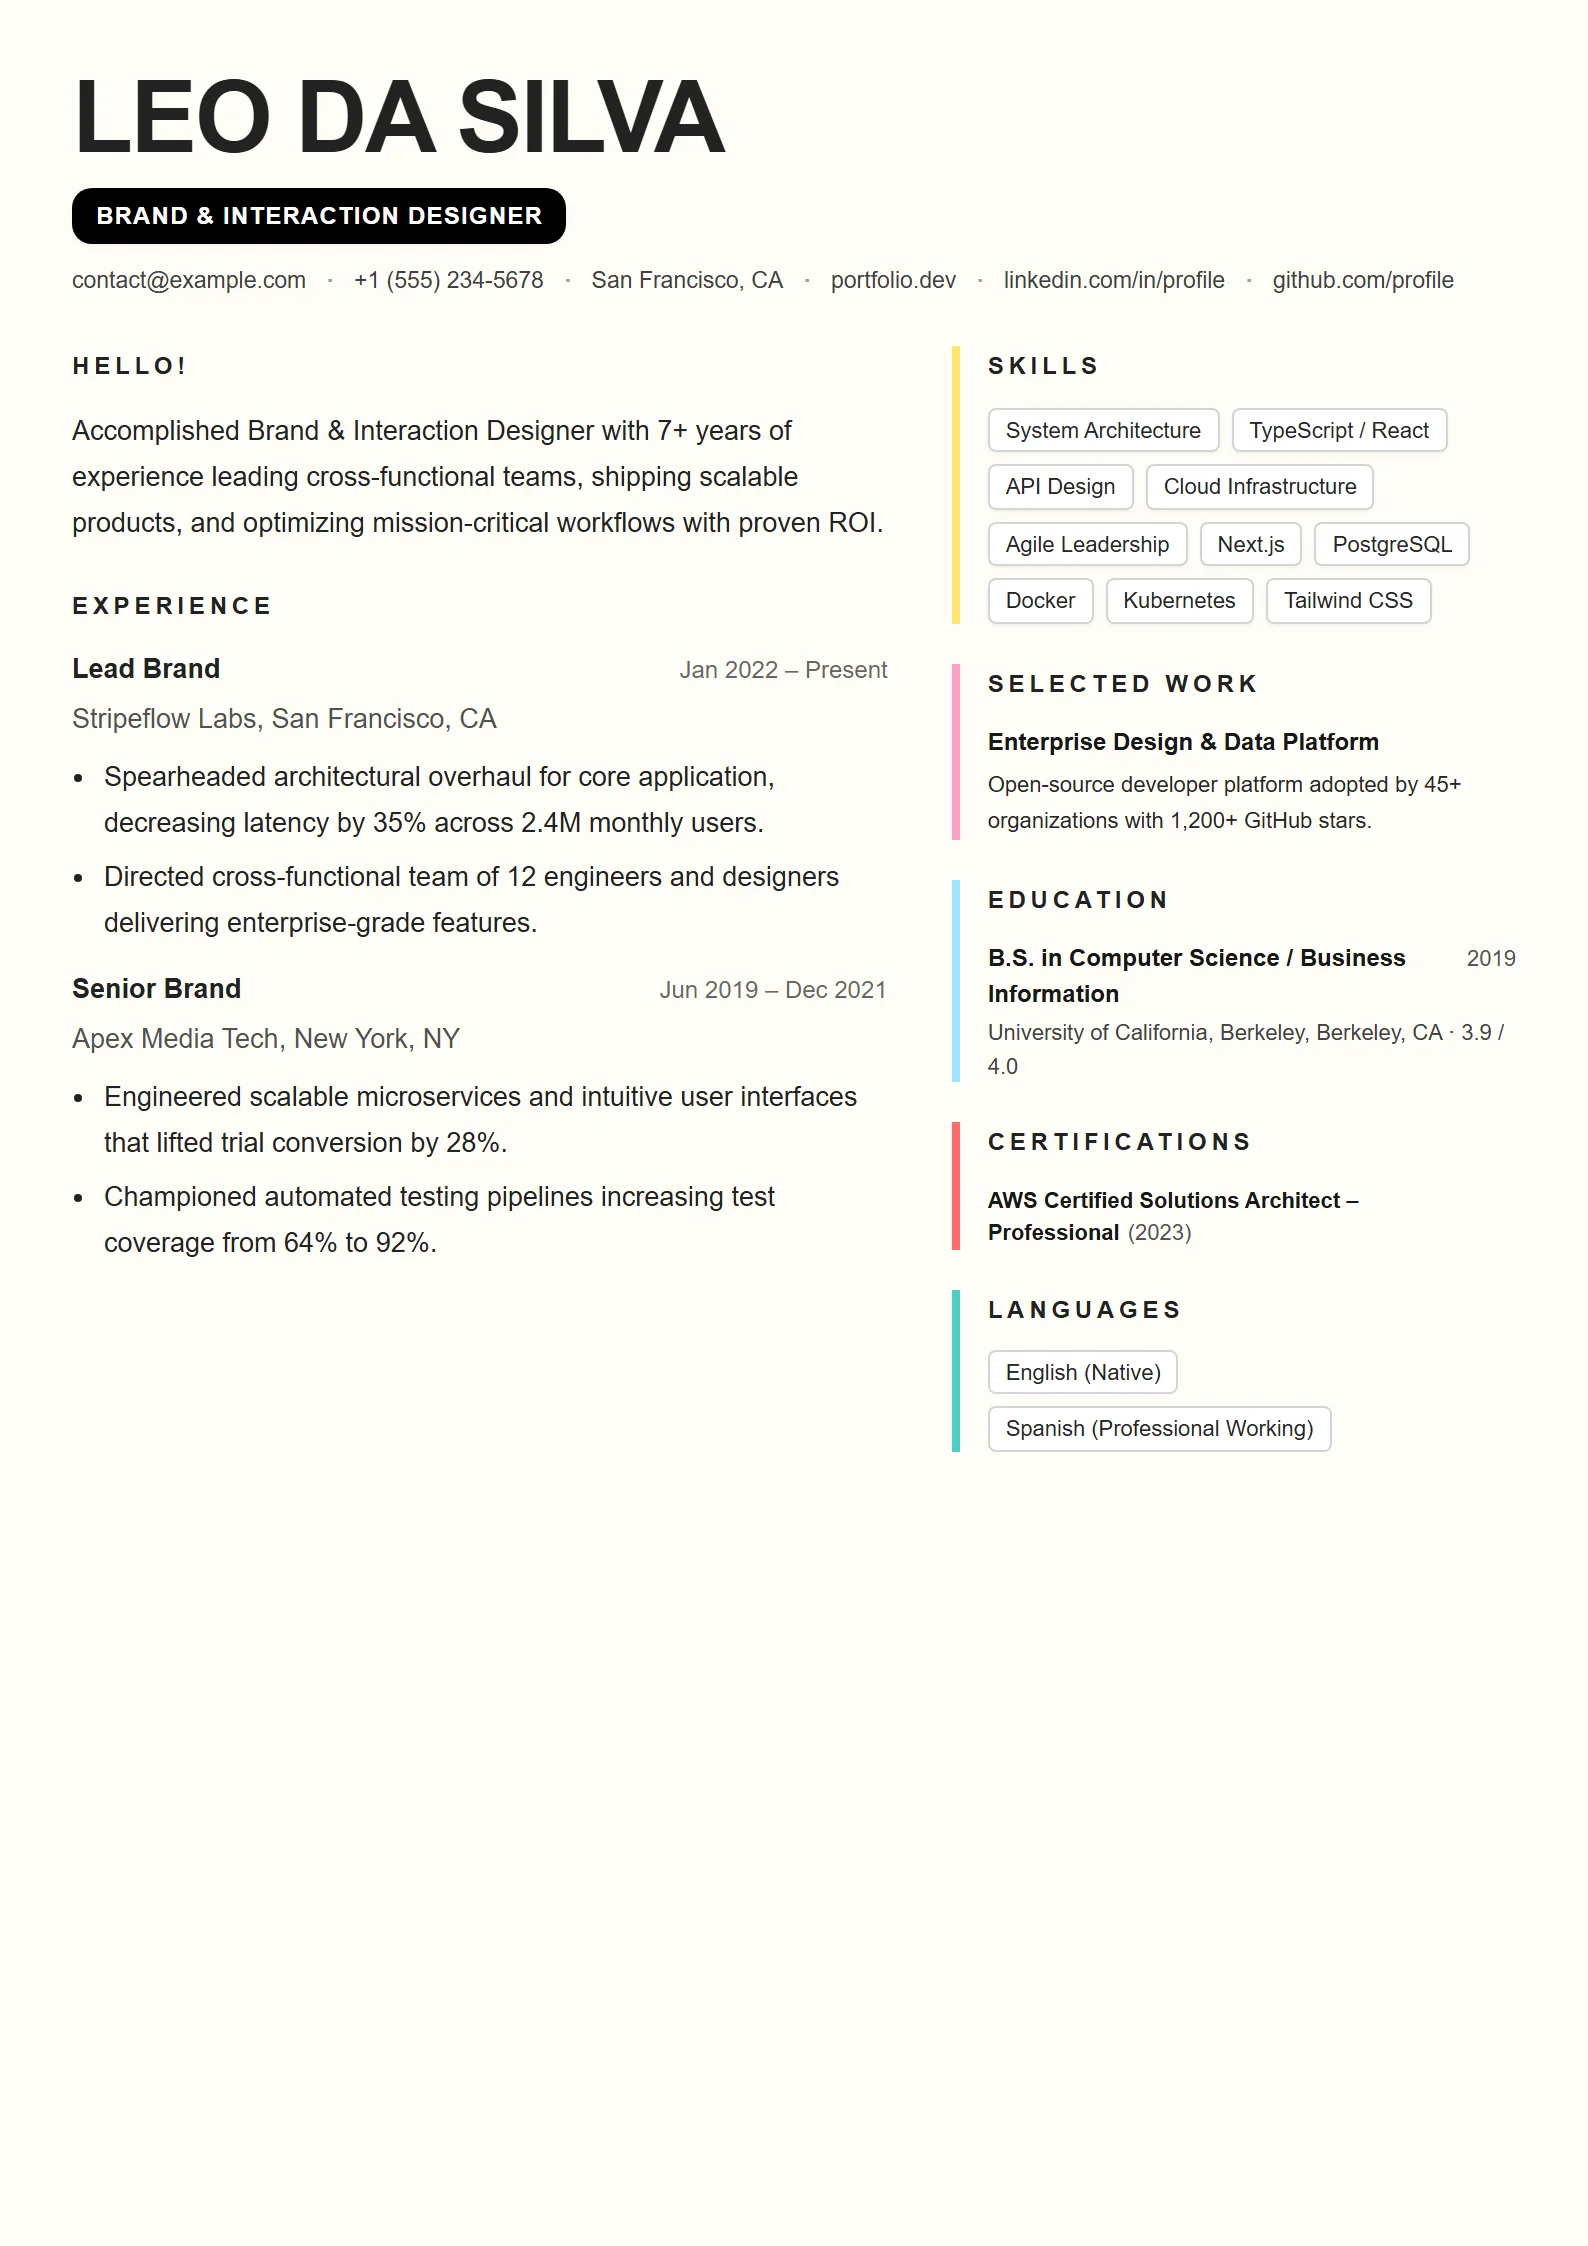 LEO DA SILVA
BRAND & INTERACTION DESIGNER
contact@example.com · +1 (555) 234-5678 · San Francisco, CA · portfolio.dev · linkedin.com/in/profile · github.com/profile
HELLO!
Accomplished Brand & Interaction Designer with 7+ years of
experience leading cross-functional teams, shipping scalable
products, and optimizing mission-critical workflows with proven ROI.
EXPERIENCE
Lead Brand Jan 2022 – Present
Stripeflow Labs, San Francisco, CA
• Spearheaded architectural overhaul for core application,
decreasing latency by 35% across 2.4M monthly users.
• Directed cross-functional team of 12 engineers and designers
delivering enterprise-grade features.
Senior Brand Jun 2019 – Dec 2021
Apex Media Tech, New York, NY
• Engineered scalable microservices and intuitive user interfaces
that lifted trial conversion by 28%.
• Championed automated testing pipelines increasing test
coverage from 64% to 92%.
SKILLS
System Architecture TypeScript / React
API Design Cloud Infrastructure
Agile Leadership Next.js PostgreSQL
Docker Kubernetes Tailwind CSS
SELECTED WORK
Enterprise Design & Data Platform
Open-source developer platform adopted by 45+
organizations with 1,200+ GitHub stars.
EDUCATION
B.S. in Computer Science / Business 2019
Information
University of California, Berkeley, Berkeley, CA · 3.9 /
4.0
CERTIFICATIONS
AWS Certified Solutions Architect –
Professional (2023)
LANGUAGES
English (Native)
Spanish (Professional Working)